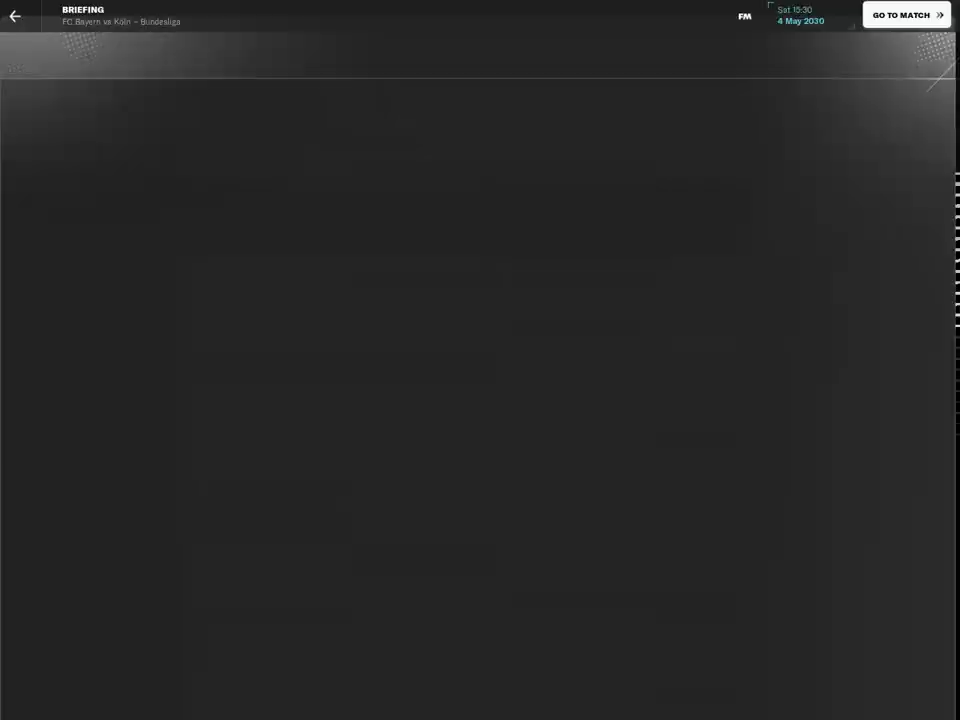 BRIEFING
FC Bayern vs Köln - Bundesliga
FM
Sat 15:30
4 May 2030
GO TO MATCH